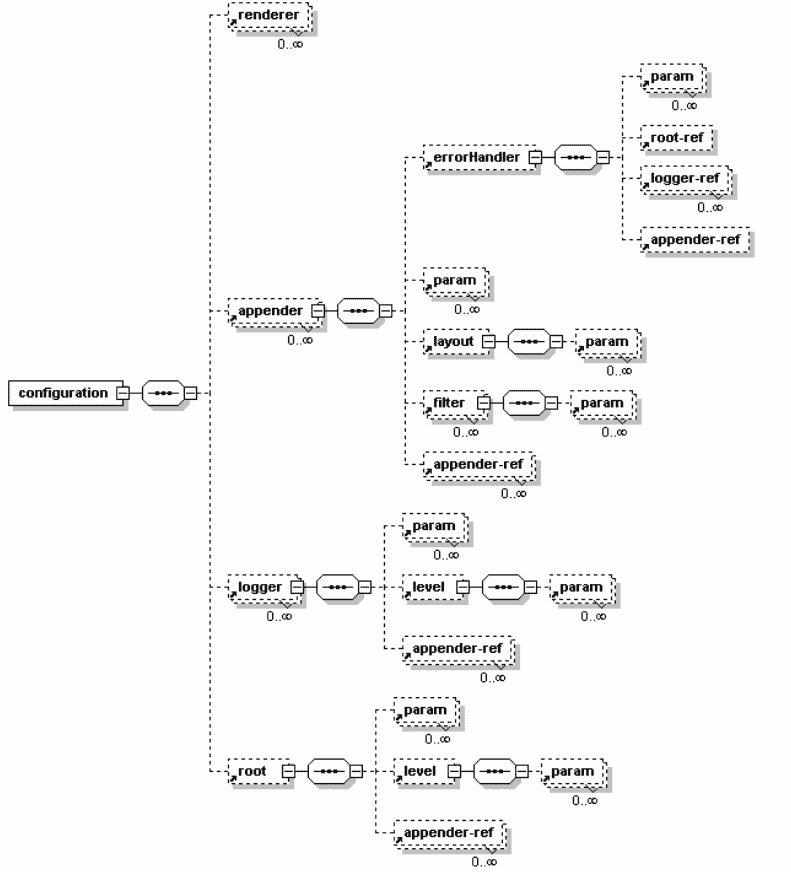 renderer
0..∞
param
0..∞
errorHandler
root-ref
logger-ref
0..∞
appender-ref
param
0..∞
appender
0..∞
layout
param
0..∞
configuration
filter
0..∞
param
0..∞
appender-ref
0..∞
param
0..∞
logger
0..∞
level
param
0..∞
appender-ref
0..∞
param
0..∞
root
level
param
0..∞
appender-ref
0..∞